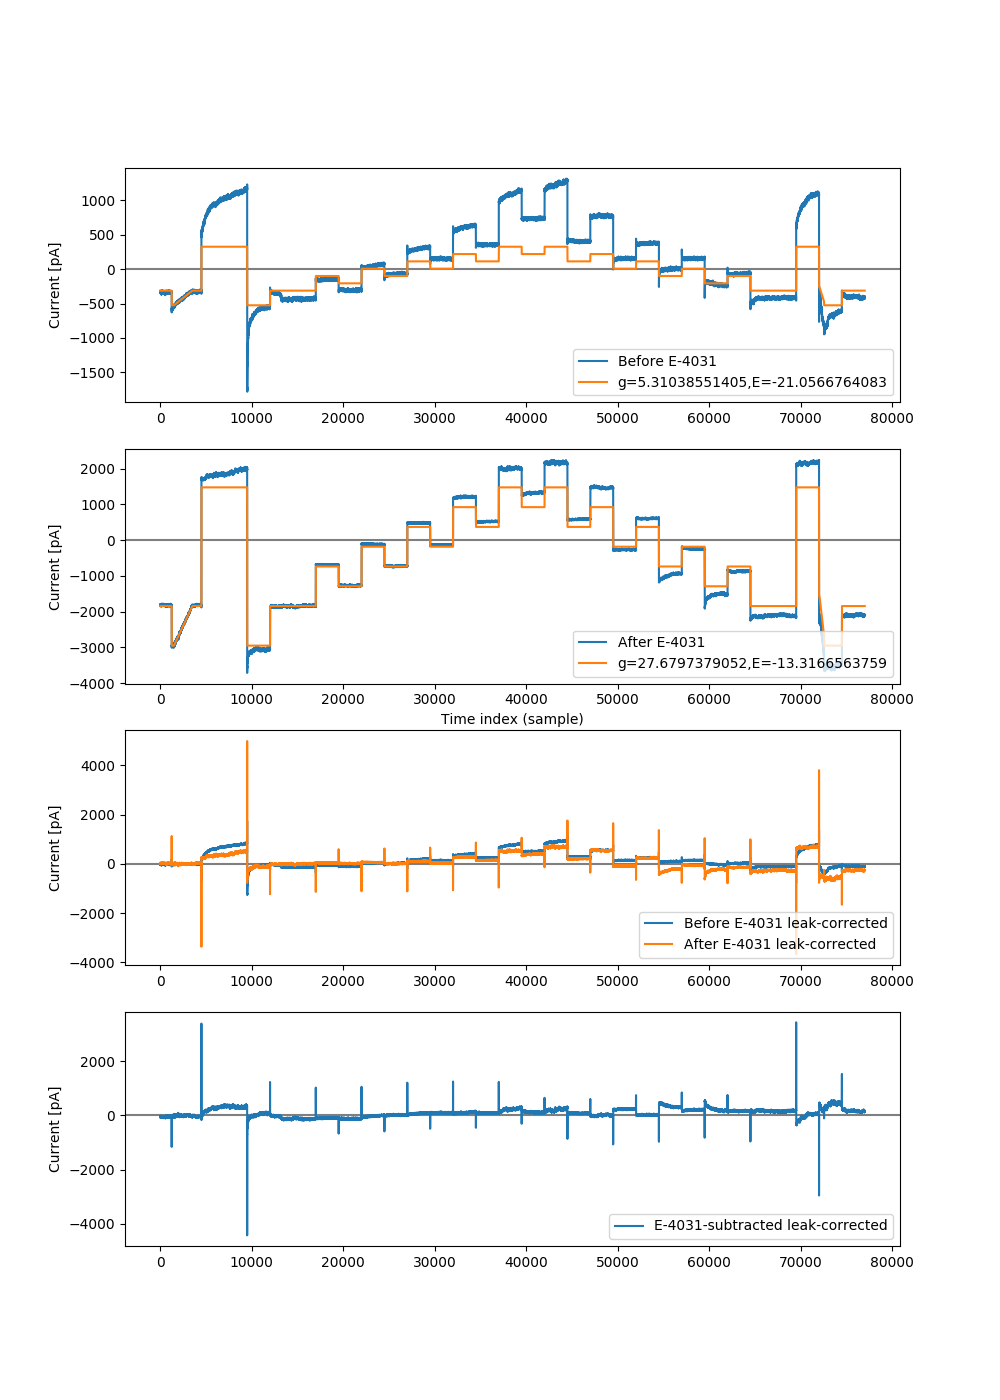 1000
500
0
−500
−1000
−1500
Current [pA]
Before E-4031
g=5.31038551405,E=-21.0566764083
0 10000 20000 30000 40000 50000 60000 70000 80000
2000
1000
0
−1000
−2000
−3000
−4000
Current [pA]
After E-4031
g=27.6797379052,E=-13.3166563759
0 10000 20000 30000 40000 50000 60000 70000 80000
Time index (sample)
4000
2000
0
−2000
−4000
Current [pA]
Before E-4031 leak-corrected
After E-4031 leak-corrected
0 10000 20000 30000 40000 50000 60000 70000 80000
2000
0
−2000
−4000
Current [pA]
E-4031-subtracted leak-corrected
0 10000 20000 30000 40000 50000 60000 70000 80000